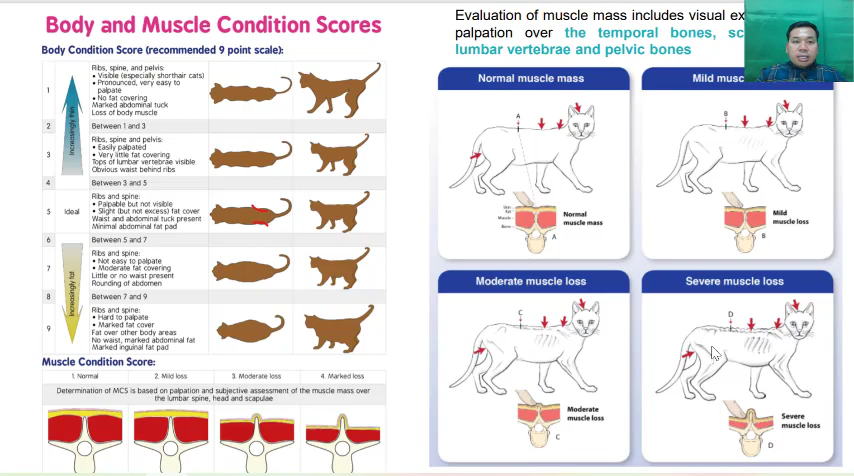 Body and Muscle Condition Scores
Body Condition Score (recommended 9 point scale):
Increasingly thin
1
Ribs, spine, and pelvis:
• Visible (especially shorthair cats)
• Pronounced, very easy to
palpate
• No fat covering
Marked abdominal tuck
Loss of body muscle
2
Between 1 and 3
3
Ribs, spine, and pelvis:
• Easily palpated
• Very little fat covering
Tops of lumbar vertebrae visible
Obvious waist behind ribs
4
Between 3 and 5
5
Ideal
Ribs and spine:
• Palpable but not visible
• Slight (but not excess) fat cover
Waist and abdominal tuck present
Minimal abdominal fat pad
6
Between 5 and 7
Increasingly fat
7
Ribs and spine:
• Not easy to palpate
• Moderate fat covering
Little or no waist present
Rounding of abdomen
8
Between 7 and 9
9
Ribs and spine:
• Hard to palpate
• Marked fat cover
Fat over other body areas
No waist, marked abdominal fat
Marked inguinal fat pad
Muscle Condition Score:
1. Normal
2. Mild loss
3. Moderate loss
4. Marked loss
Determination of MCS is based on palpation and subjective assessment of the muscle mass over
the lumbar spine, head and scapulae
Evaluation of muscle mass includes visual
palpation over the temporal bones,
lumbar vertebrae and pelvic bones
Normal muscle mass
A
Skin
Fat
Muscle
Bone
Normal
muscle mass
A
Mild
B
Mild
muscle loss
B
Moderate muscle loss
C
Moderate
muscle loss
C
Severe muscle loss
D
Severe
muscle loss
D